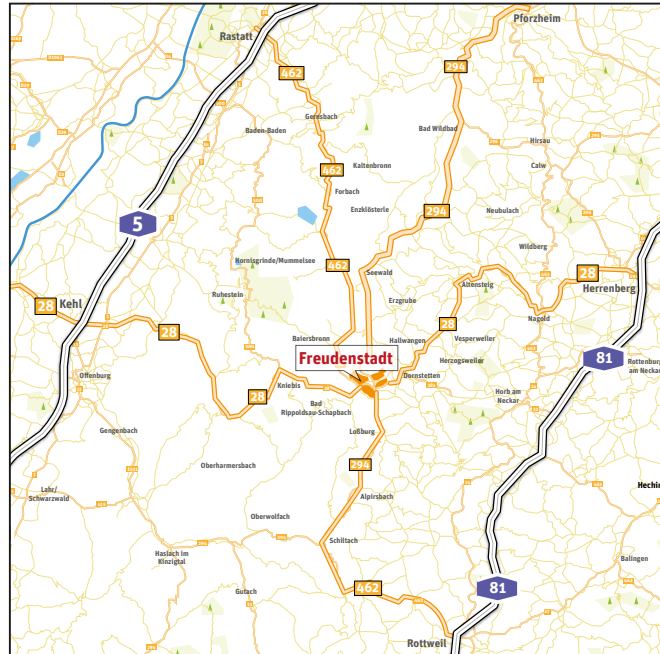 Rastatt
Pforzheim
462
294
Gernsbach
Baden-Baden
Bad Wildbad
Hirsau
Kaltenbronn
Calw
462
Forbach
Enzklösterle
294
Neubulach
5
Wildberg
Hornisgrinde/Mummelsee
462
Seewald
28
Altensteig
Herrenberg
Ruhestein
Erzgrube
28
Kehl
Nagold
28
28
Baiersbronn
Hallwangen
Vesperweiler
Freudenstadt
Herzogsweiler
81
Rottenburg
am Neckar
Offenburg
Dornstetten
Kniebis
Horb am
Neckar
28
Bad
Rippoldsau-Schapbach
Gengenbach
Loßburg
Oberharmersbach
294
Lahr/
Schwarzwald
Alpirsbach
Hechin
Oberwolfach
Schiltach
Haslach im
Kinzigtal
Balingen
Gutach
462
81
Rottweil